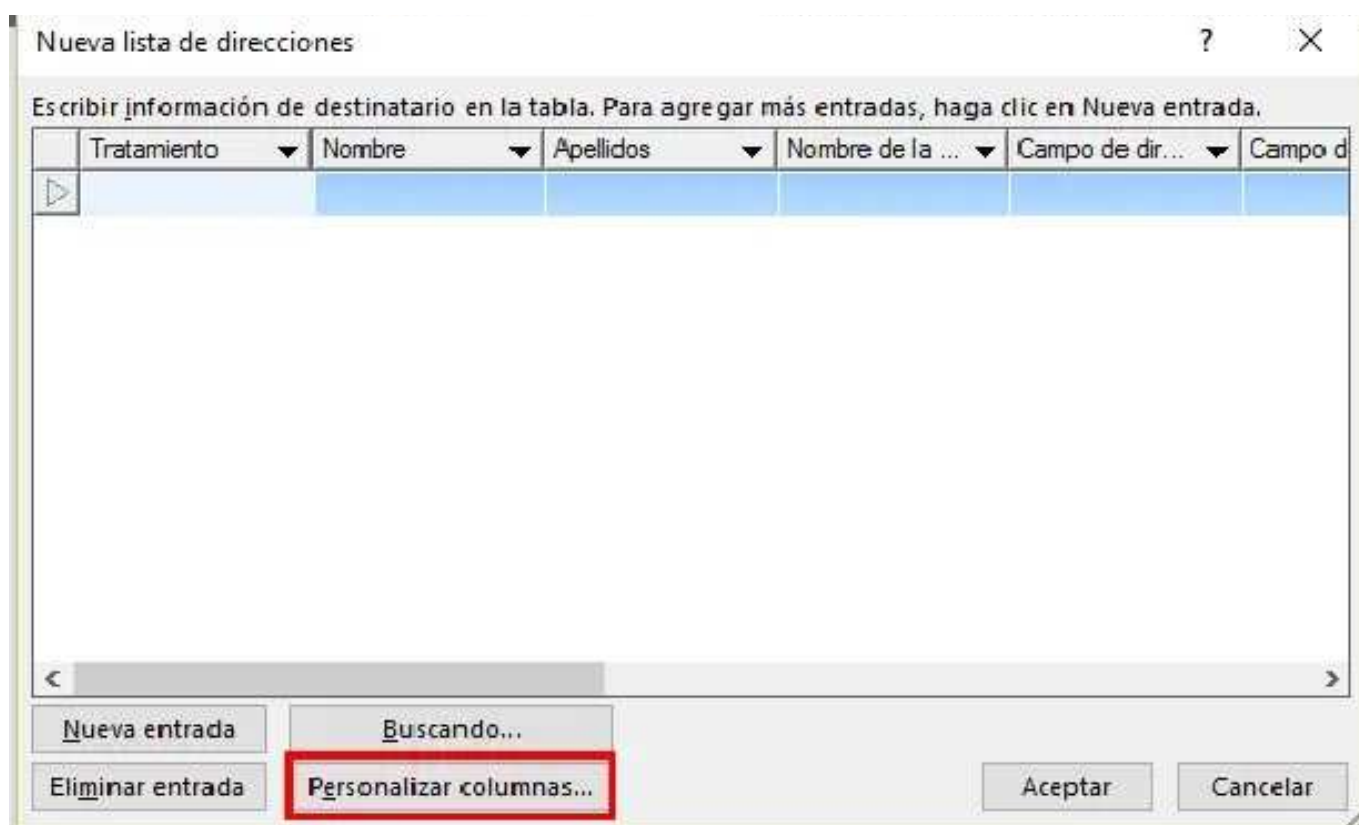 Nueva lista de direcciones ? X
Escribir información de destinatario en la tabla. Para agregar más entradas, haga clic en Nueva entrada.
Tratamiento Nombre Apellidos Nombre de la ... Campo de dir... Campo d
Nueva entrada Buscando...
Eliminar entrada Personalizar columnas... Aceptar Cancelar